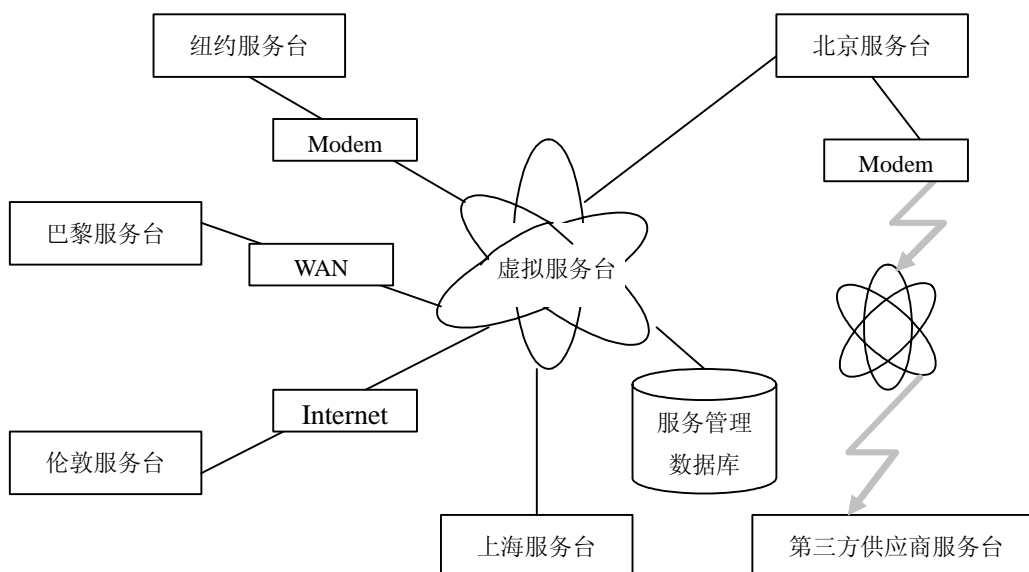 纽约服务台
北京服务台
Modem
Modem
巴黎服务台
WAN
虚拟服务台
Internet
服务管理
数据库
伦敦服务台
上海服务台
第三方供应商服务台